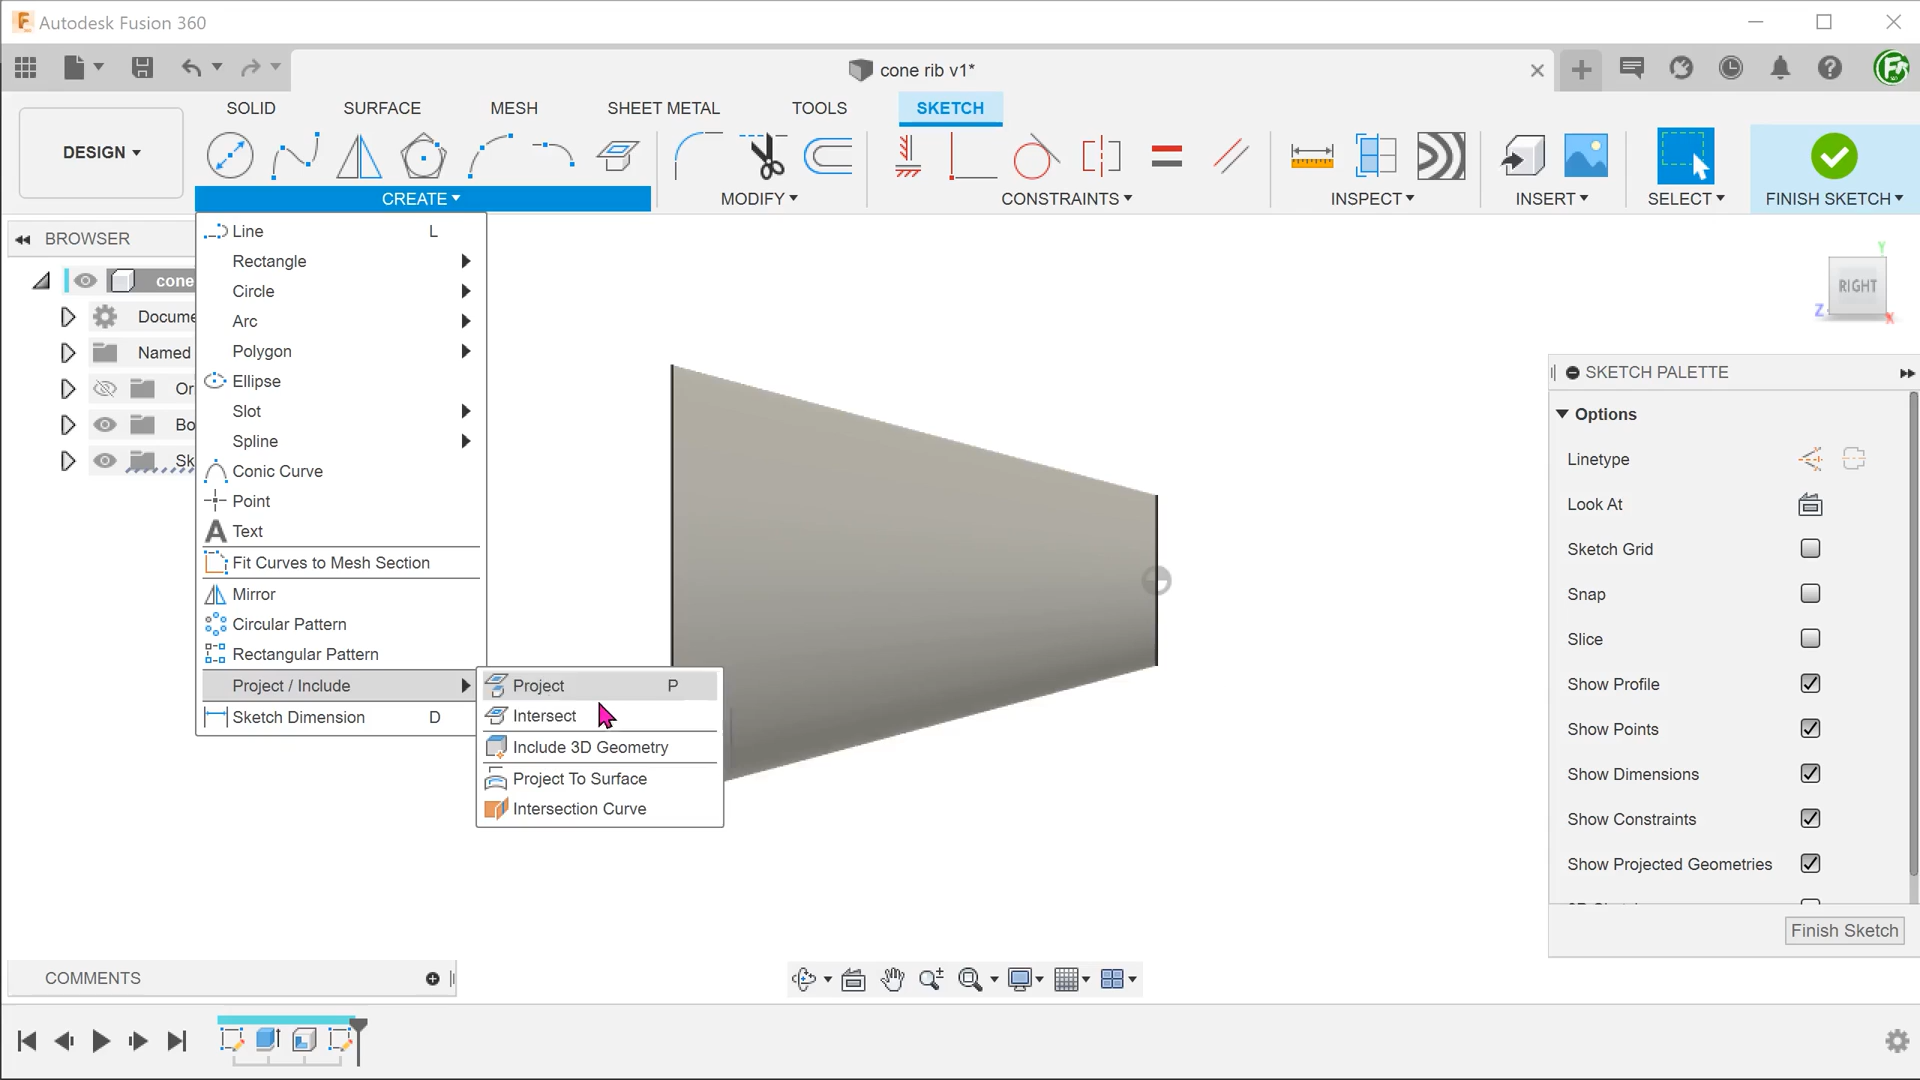 Autodesk Fusion 360
cone rib v1*
SOLID SURFACE MESH SHEET METAL TOOLS SKETCH
DESIGN
CREATE MODIFY CONSTRAINTS INSPECT INSERT SELECT FINISH SKETCH
BROWSER
cone
Docume
Named
Or
Bo
Sk
Line L
Rectangle
Circle
Arc
Polygon
Ellipse
Slot
Spline
Conic Curve
Point
Text
Fit Curves to Mesh Section
Mirror
Circular Pattern
Rectangular Pattern
Project / Include
Sketch Dimension D
Project P
Intersect
Include 3D Geometry
Project To Surface
Intersection Curve
Y
RIGHT
Z
X
SKETCH PALETTE
Options
Linetype
Look At
Sketch Grid
Snap
Slice
Show Profile
Show Points
Show Dimensions
Show Constraints
Show Projected Geometries
Finish Sketch
COMMENTS